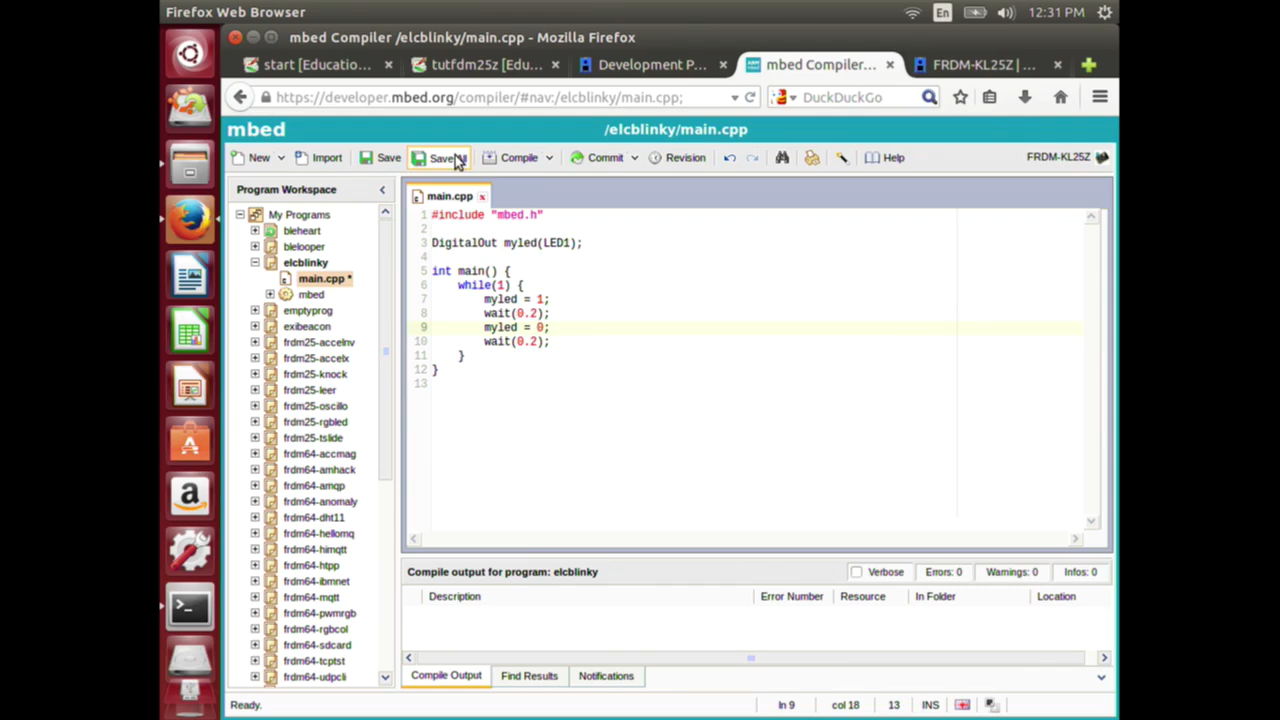 Firefox Web Browser
En
12:31 PM
mbed Compiler /elcblinky/main.cpp - Mozilla Firefox
start [Educatio...
tutfdm25z [Edu...
Development P...
mbed Compiler...
FRDM-KL25Z | ...
https://developer.mbed.org/compiler/#nav:/elcblinky/main.cpp;
DuckDuckGo
mbed
/elcblinky/main.cpp
New
Import
Save
Save
Compile
Commit
Revision
Help
FRDM-KL25Z
Program Workspace
My Programs
bleheart
blelooper
elcblinky
main.cpp *
mbed
emptyprog
exibeacon
frdm25-accelnv
frdm25-accelx
frdm25-knock
frdm25-leer
frdm25-oscillo
frdm25-rgbled
frdm25-tslide
frdm64-accmag
frdm64-amhack
frdm64-amqp
frdm64-anomaly
frdm64-dht11
frdm64-hellomq
frdm64-himqtt
frdm64-htpp
frdm64-ibmnet
frdm64-mqtt
frdm64-pwmrgb
frdm64-rgbcol
frdm64-sdcard
frdm64-tcptst
frdm64-udpcli
main.cpp
1 #include "mbed.h"
2
3 DigitalOut myled(LED1);
4
5 int main() {
6 while(1) {
7 myled = 1;
8 wait(0.2);
9 myled = 0;
10 wait(0.2);
11 }
12 }
13
Compile output for program: elcblinky
Verbose
Errors: 0
Warnings: 0
Infos: 0
Description
Error Number
Resource
In Folder
Location
Compile Output
Find Results
Notifications
Ready.
ln 9
col 18
13
INS